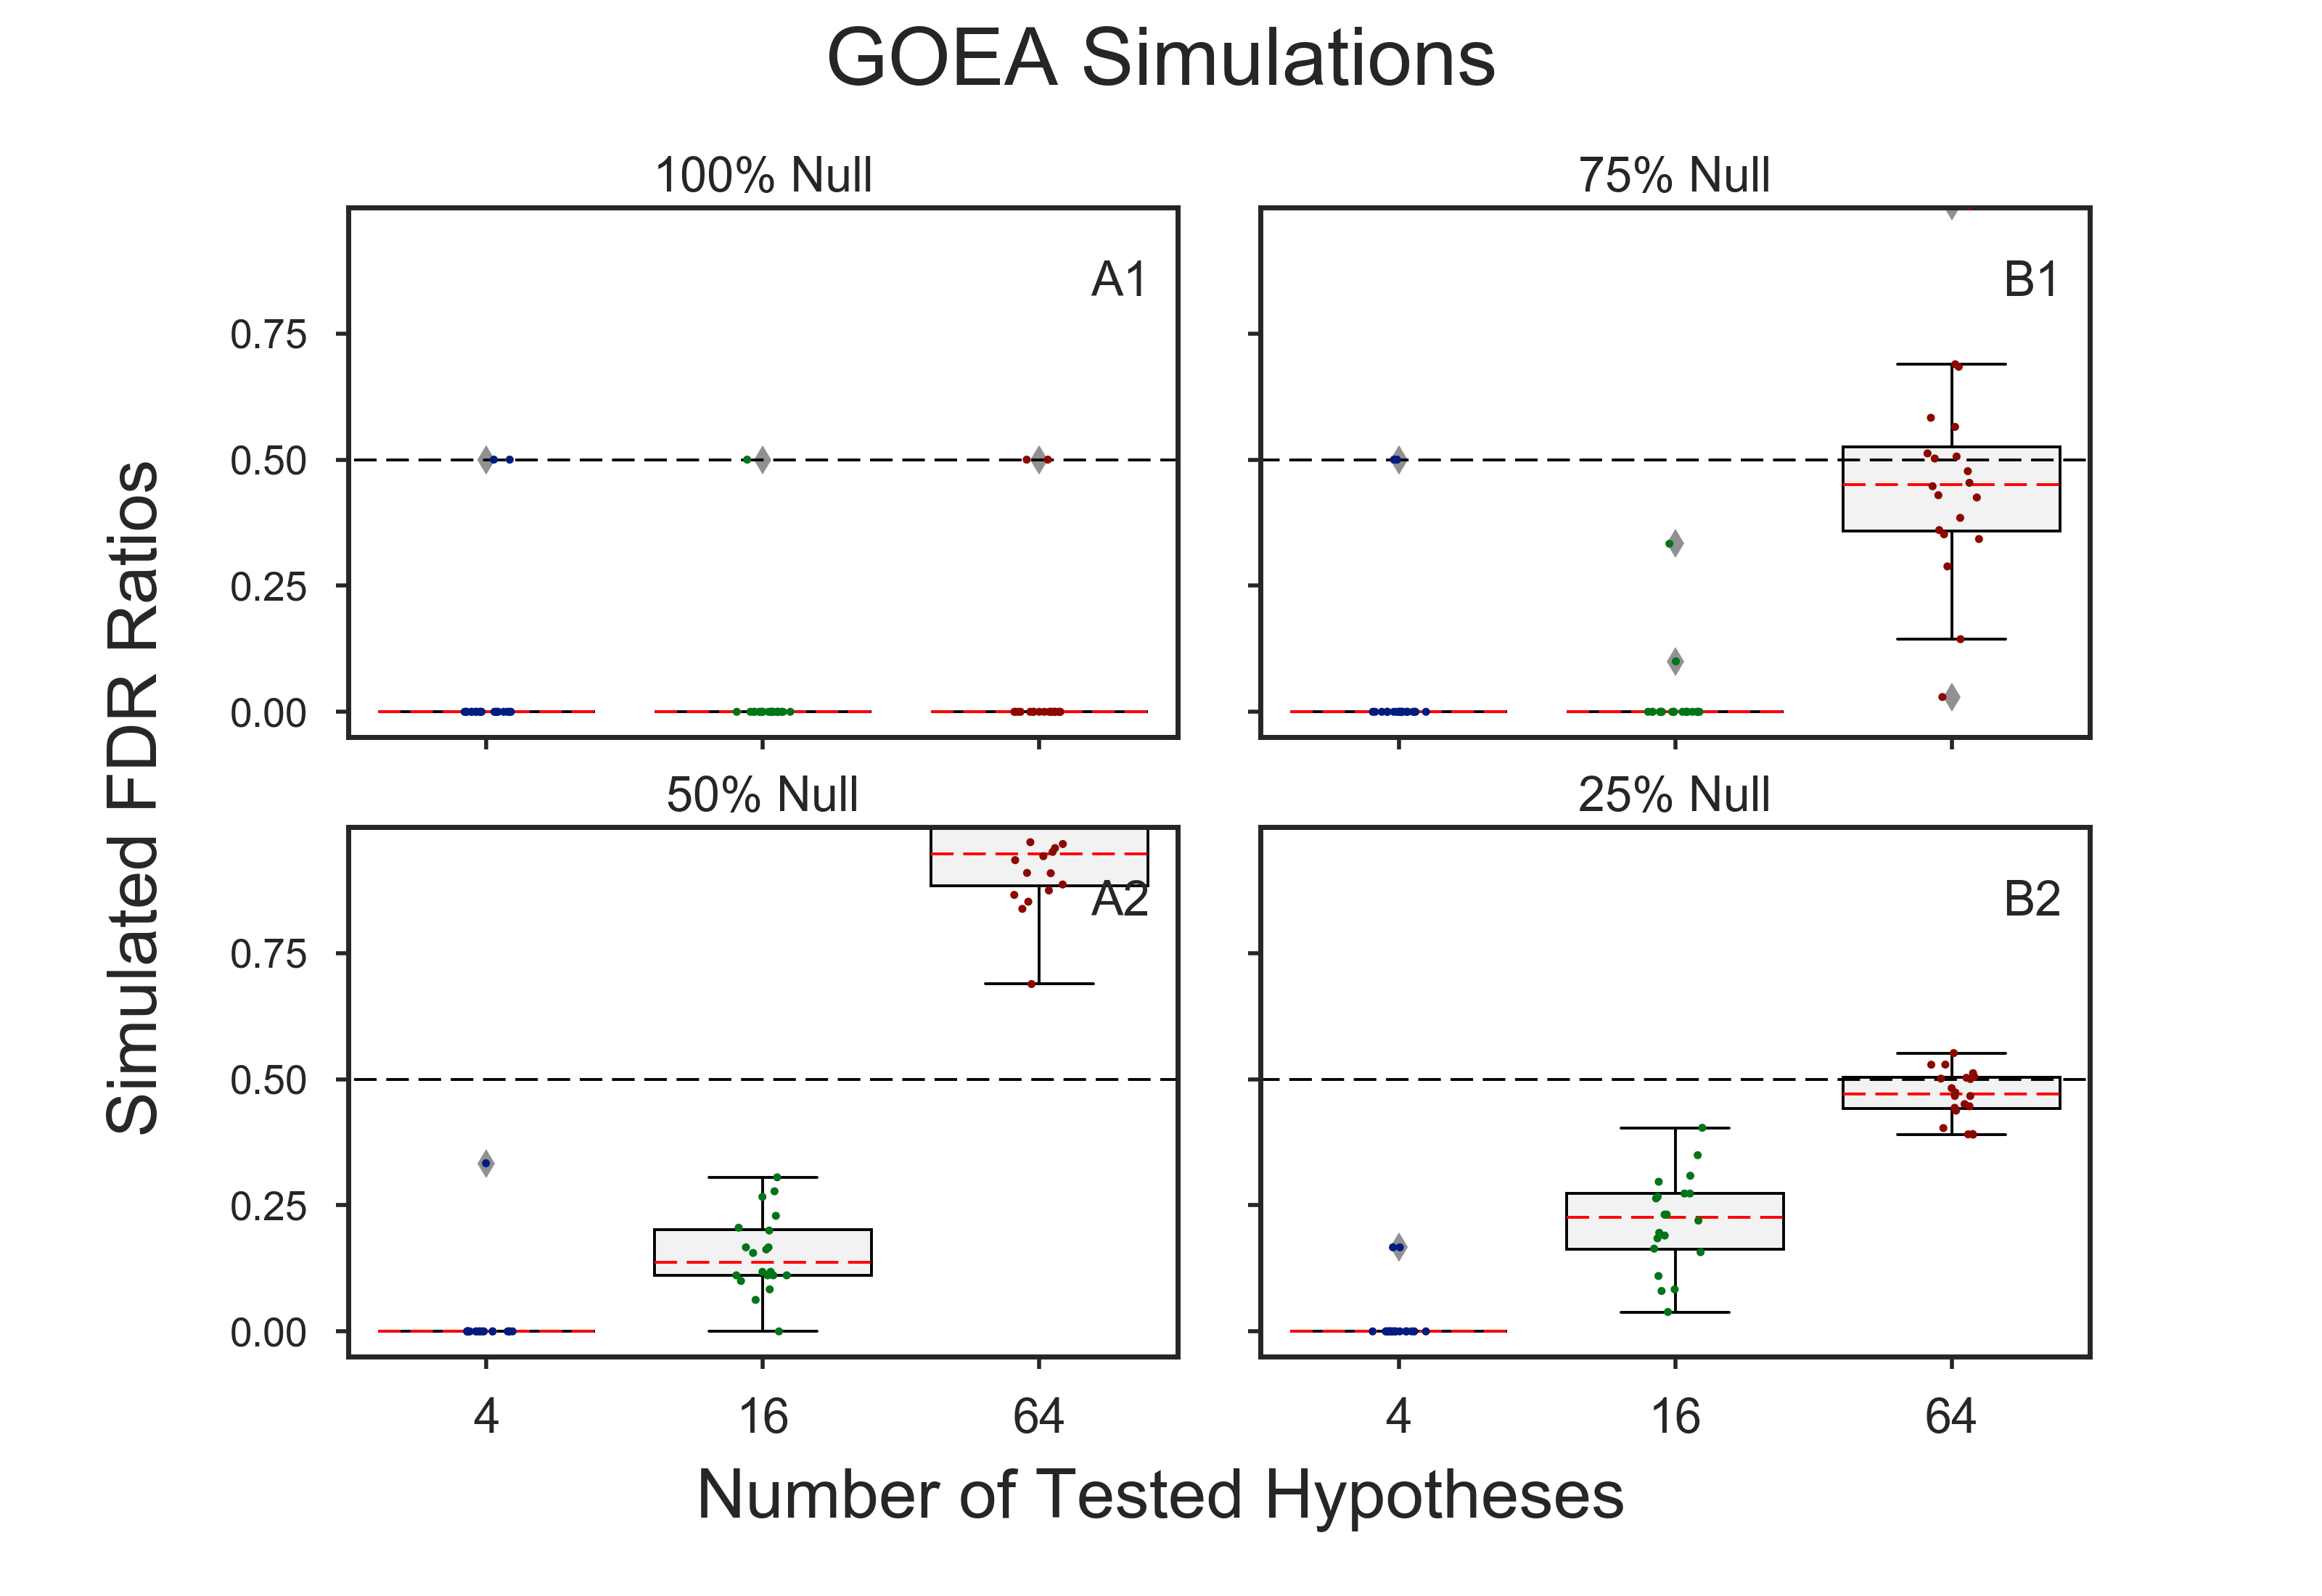 GOEA Simulations
100% Null
75% Null
A1
B1
0.75
0.50
0.25
0.00
Simulated FDR Ratios
50% Null
25% Null
A2
B2
0.75
0.50
0.25
0.00
4 16 64
4 16 64
Number of Tested Hypotheses